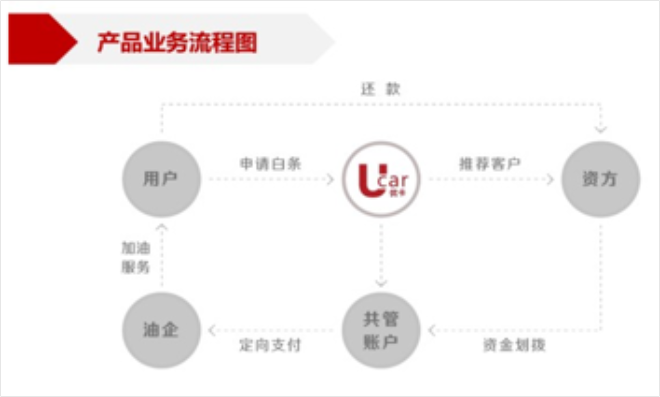 产品业务流程图
还 款
用户
申请白条
Ucar
优卡
推荐客户
资方
加油
服务
油企
定向支付
共管
账户
资金划拨